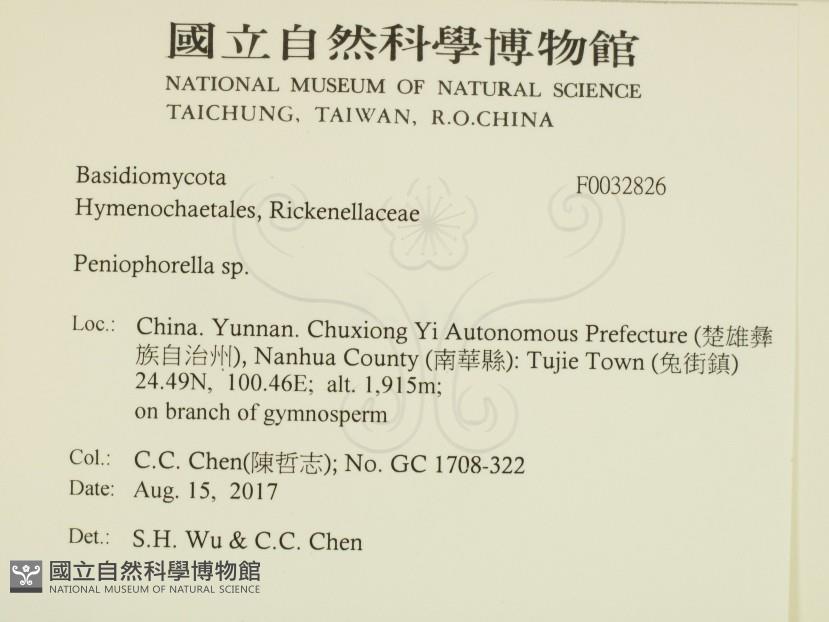 國立自然科學博物館
NATIONAL MUSEUM OF NATURAL SCIENCE
TAICHUNG, TAIWAN, R.O.CHINA
Basidiomycota F0032826
Hymenochaetales, Rickenellaceae
Peniophorella sp.
Loc.: China. Yunnan. Chuxiong Yi Autonomous Prefecture (楚雄彝
族自治州), Nanhua County (南華縣): Tujie Town (兔街鎮)
24.49N, 100.46E; alt. 1,915m;
on branch of gymnosperm
Col.: C.C. Chen(陳哲志); No. GC 1708-322
Date: Aug. 15, 2017
Det.: S.H. Wu & C.C. Chen
國立自然科學博物館
NATIONAL MUSEUM OF NATURAL SCIENCE